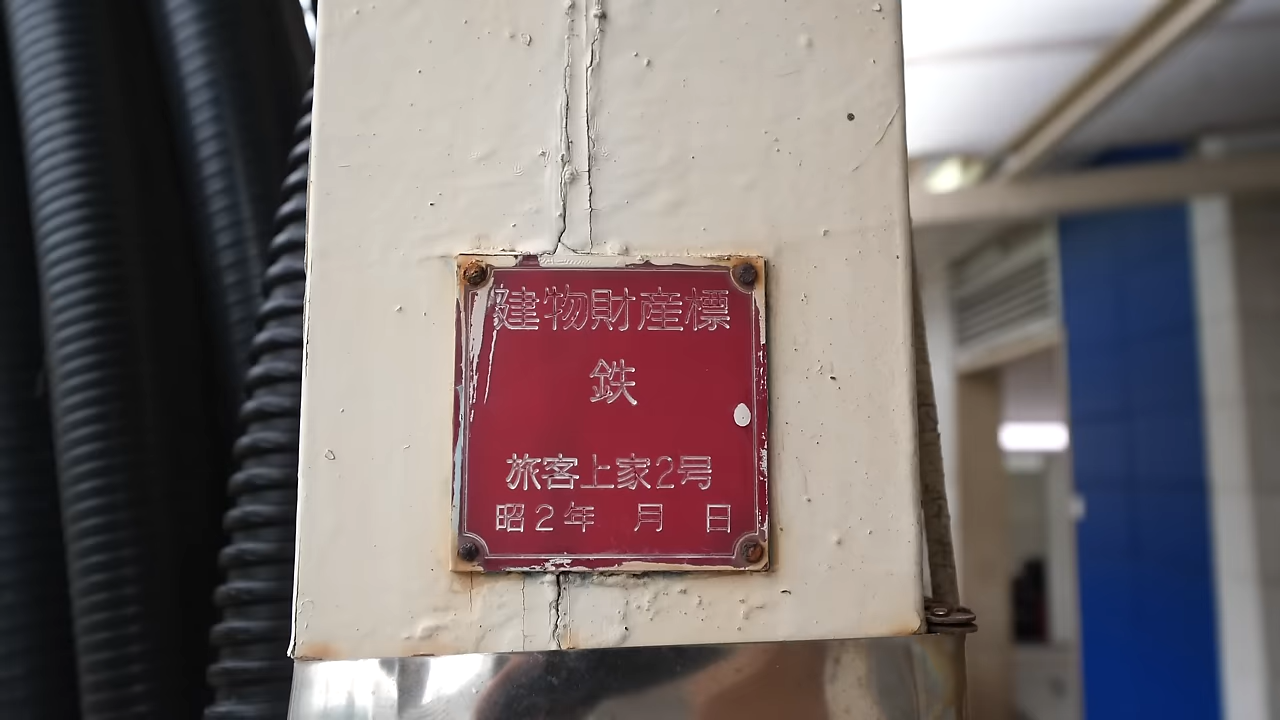 建物財産標
鉄
旅客上家2号
昭2年 月 日